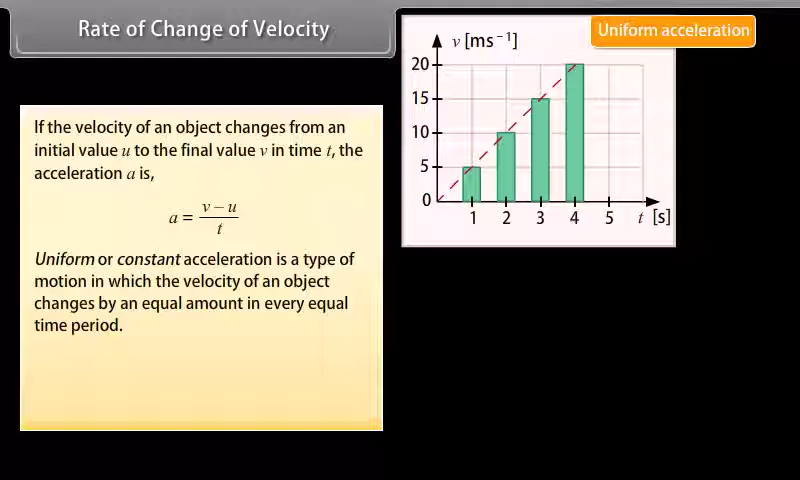 Rate of Change of Velocity
If the velocity of an object changes from an
initial value u to the final value v in time t, the
acceleration a is,
a = (v – u) / t
Uniform or constant acceleration is a type of
motion in which the velocity of an object
changes by an equal amount in every equal
time period.
Uniform acceleration
v [ms⁻¹]
20
15
10
5
0
1 2 3 4 5 t [s]